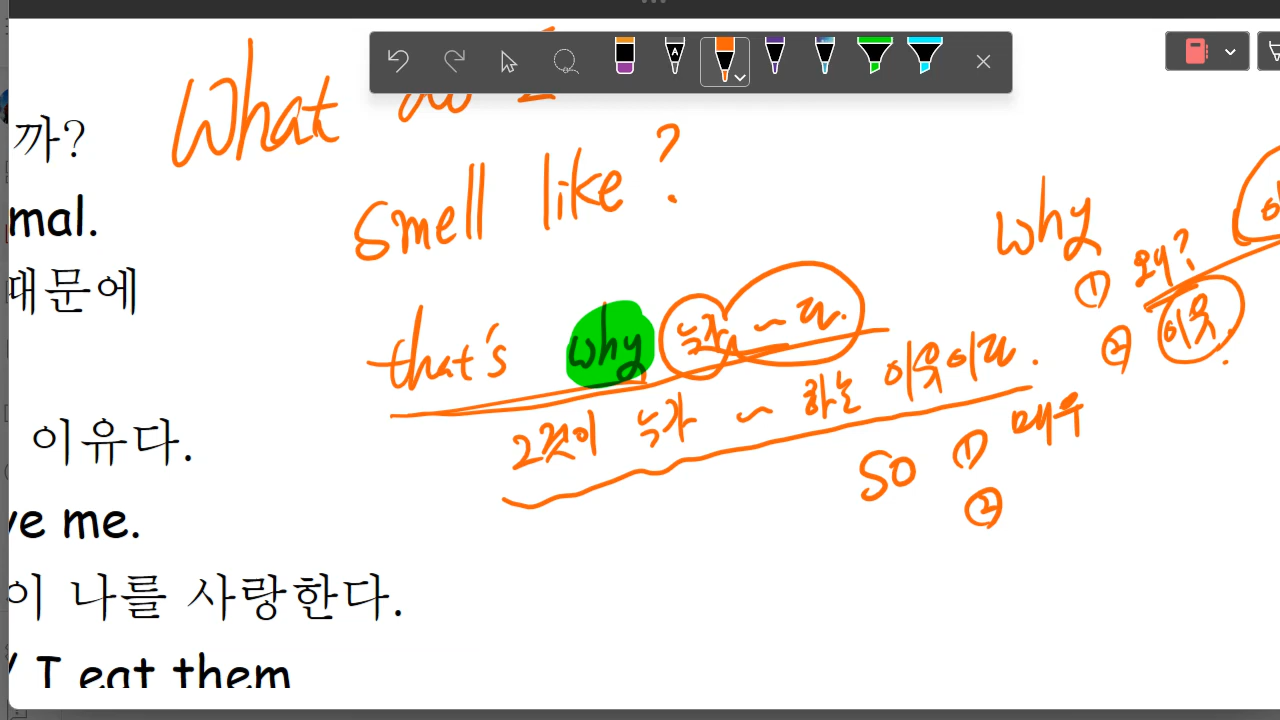 What do I
smell like?
까?
mal.
때문에
why
① 왜?
② 이유.
that's why 누가 ~ 다.
그것이 누가 ~ 하는 이유이다.
이유다.
so ① 매우
②
ve me.
이 나를 사랑한다.
/ I eat them